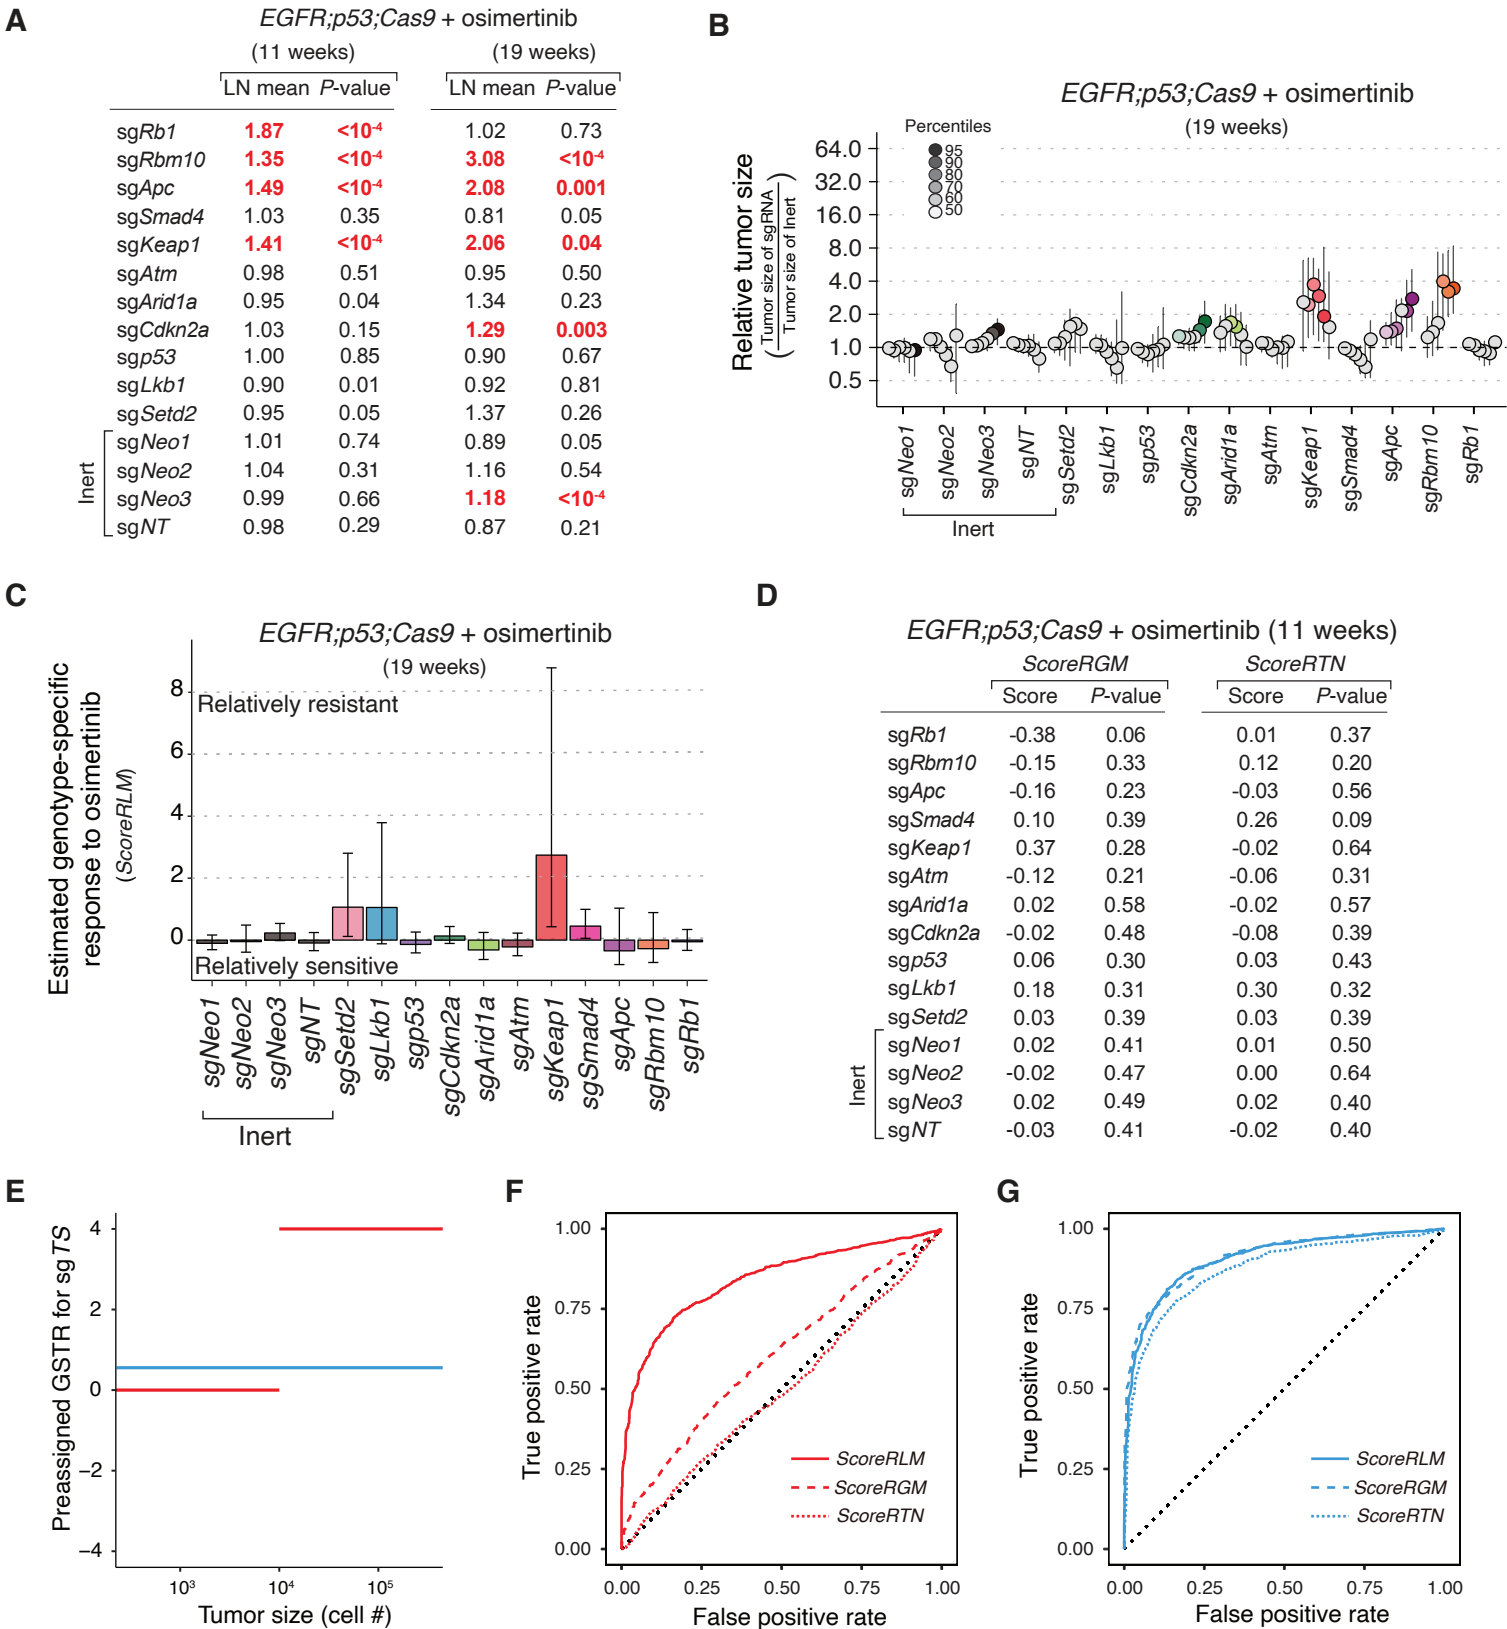 A
EGFR;p53;Cas9 + osimertinib
(11 weeks) (19 weeks)
LN mean P-value LN mean P-value
sgRb1 1.87 <10-4 1.02 0.73
sgRbm10 1.35 <10-4 3.08 <10-4
sgApc 1.49 <10-4 2.08 0.001
sgSmad4 1.03 0.35 0.81 0.05
sgKeap1 1.41 <10-4 2.06 0.04
sgAtm 0.98 0.51 0.95 0.50
sgArid1a 0.95 0.04 1.34 0.23
sgCdkn2a 1.03 0.15 1.29 0.003
sgp53 1.00 0.85 0.90 0.67
sgLkb1 0.90 0.01 0.92 0.81
sgSetd2 0.95 0.05 1.37 0.26
sgNeo1 1.01 0.74 0.89 0.05
sgNeo2 1.04 0.31 1.16 0.54
sgNeo3 0.99 0.66 1.18 <10-4
sgNT 0.98 0.29 0.87 0.21
Inert
B
EGFR;p53;Cas9 + osimertinib
(19 weeks)
Percentiles
95
90
80
70
60
50
Relative tumor size
(Tumor size of sgRNA
Tumor size of Inert)
64.0
32.0
16.0
8.0
4.0
2.0
1.0
0.5
sgNeo1
sgNeo2
sgNeo3
sgNT
sgSetd2
sgLkb1
sgp53
sgCdkn2a
sgArid1a
sgAtm
sgKeap1
sgSmad4
sgApc
sgRbm10
sgRb1
Inert
C
EGFR;p53;Cas9 + osimertinib
(19 weeks)
Estimated genotype-specific
response to osimertinib
(ScoreRLM)
8
6
4
2
0
Relatively resistant
Relatively sensitive
sgNeo1
sgNeo2
sgNeo3
sgNT
sgSetd2
sgLkb1
sgp53
sgCdkn2a
sgArid1a
sgAtm
sgKeap1
sgSmad4
sgApc
sgRbm10
sgRb1
Inert
D
EGFR;p53;Cas9 + osimertinib (11 weeks)
ScoreRGM ScoreRTN
Score P-value Score P-value
sgRb1 -0.38 0.06 0.01 0.37
sgRbm10 -0.15 0.33 0.12 0.20
sgApc -0.16 0.23 -0.03 0.56
sgSmad4 0.10 0.39 0.26 0.09
sgKeap1 0.37 0.28 -0.02 0.64
sgAtm -0.12 0.21 -0.06 0.31
sgArid1a 0.02 0.58 -0.02 0.57
sgCdkn2a -0.02 0.48 -0.08 0.39
sgp53 0.06 0.30 0.03 0.43
sgLkb1 0.18 0.31 0.30 0.32
sgSetd2 0.03 0.39 0.03 0.39
sgNeo1 0.02 0.41 0.01 0.50
sgNeo2 -0.02 0.47 0.00 0.64
sgNeo3 0.02 0.49 0.02 0.40
sgNT -0.03 0.41 -0.02 0.40
Inert
E
Preassigned GSTR for sgTS
4
2
0
−2
−4
103 104 105
Tumor size (cell #)
F
True positive rate
1.00
0.75
0.50
0.25
0.00
ScoreRLM
ScoreRGM
ScoreRTN
0.00 0.25 0.50 0.75 1.00
False positive rate
G
True positive rate
1.00
0.75
0.50
0.25
0.00
ScoreRLM
ScoreRGM
ScoreRTN
0.00 0.25 0.50 0.75 1.00
False positive rate